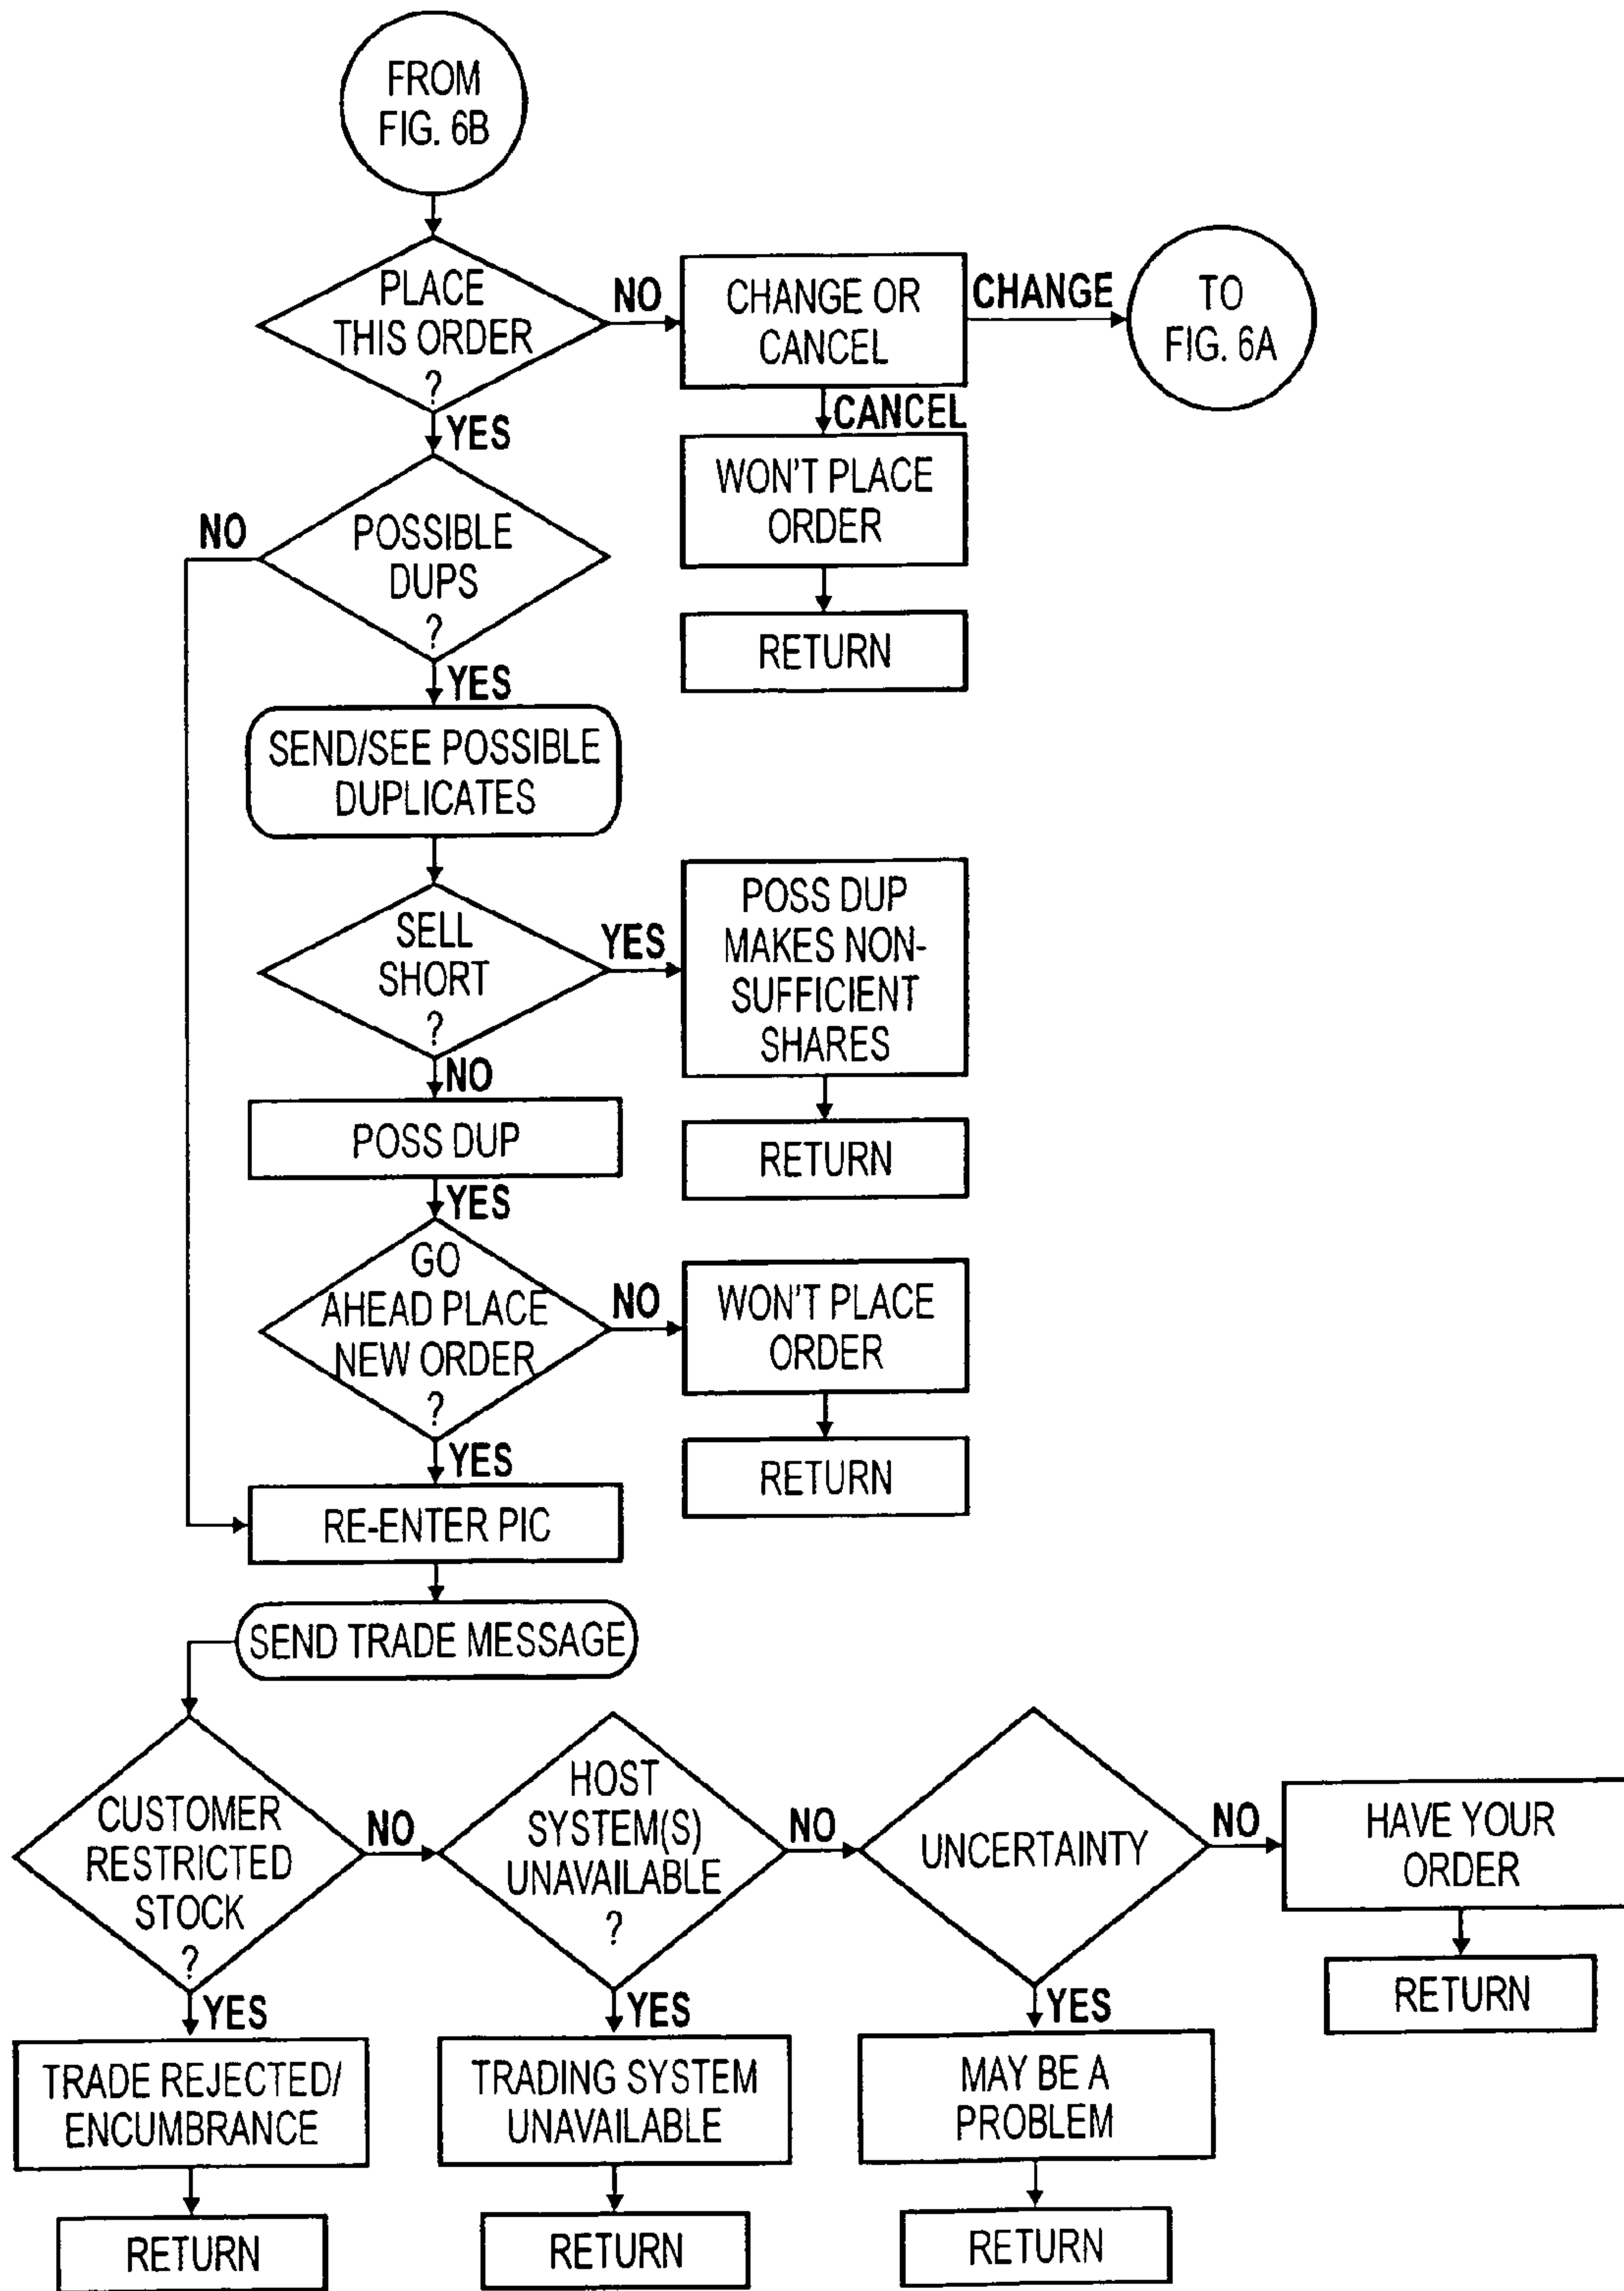 FROM
FIG. 6B
PLACE
THIS ORDER
?
NO
CHANGE OR
CANCEL
CHANGE
TO
FIG. 6A
YES
CANCEL
WON'T PLACE
ORDER
RETURN
POSSIBLE
DUPS
?
NO
YES
SEND/SEE POSSIBLE
DUPLICATES
SELL
SHORT
?
YES
POSS DUP
MAKES NON-
SUFFICIENT
SHARES
RETURN
NO
POSS DUP
YES
GO
AHEAD PLACE
NEW ORDER
?
NO
WON'T PLACE
ORDER
RETURN
YES
RE-ENTER PIC
SEND TRADE MESSAGE
CUSTOMER
RESTRICTED
STOCK
?
NO
HOST
SYSTEM(S)
UNAVAILABLE
?
NO
UNCERTAINTY
NO
HAVE YOUR
ORDER
RETURN
YES
TRADE REJECTED/
ENCUMBRANCE
RETURN
YES
TRADING SYSTEM
UNAVAILABLE
RETURN
YES
MAY BE A
PROBLEM
RETURN